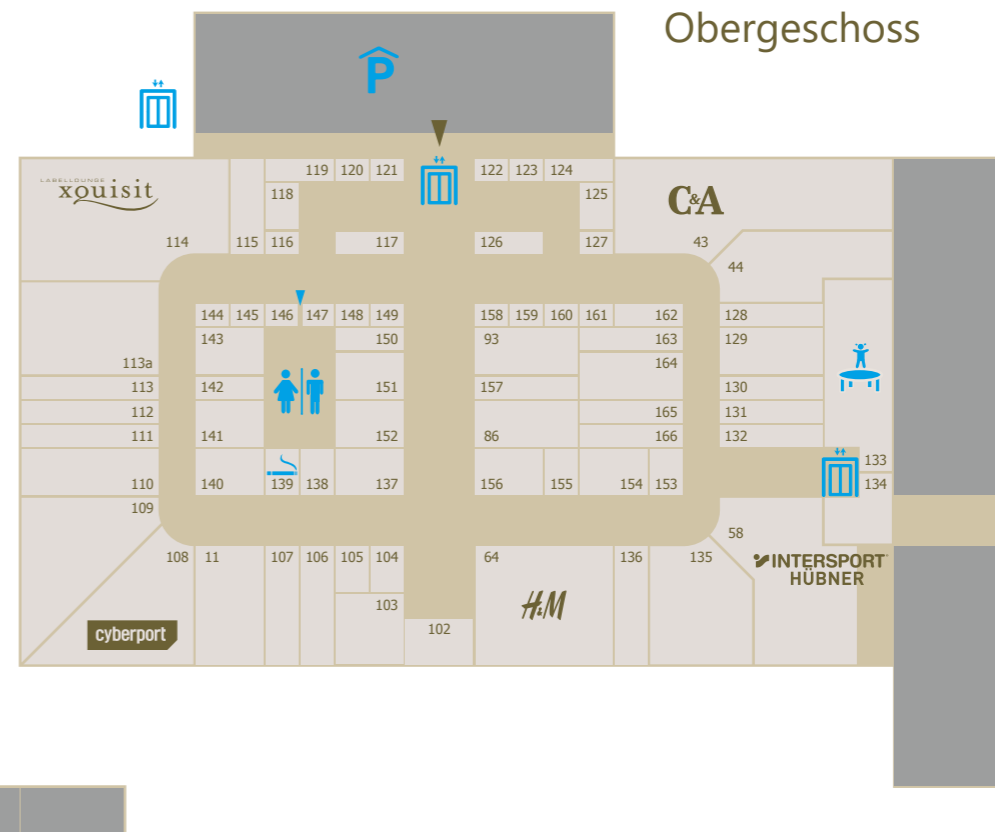 Obergeschoss
P
119 120 121 122 123 124
LABELLOUNGE
xquisit
118 125
C&A
114 115 116 117 126 127 43
44
144 145 146 147 148 149 158 159 160 161 162 128
143 150 93 163 129
113a 164
113 142 151 157 130
112 165 131
111 141 152 86 166 132
133
110 140 139 138 137 156 155 154 153 134
109
58
108 11 107 106 105 104 64 136 135
INTERSPORT
HÜBNER
103
H&M
102
cyberport